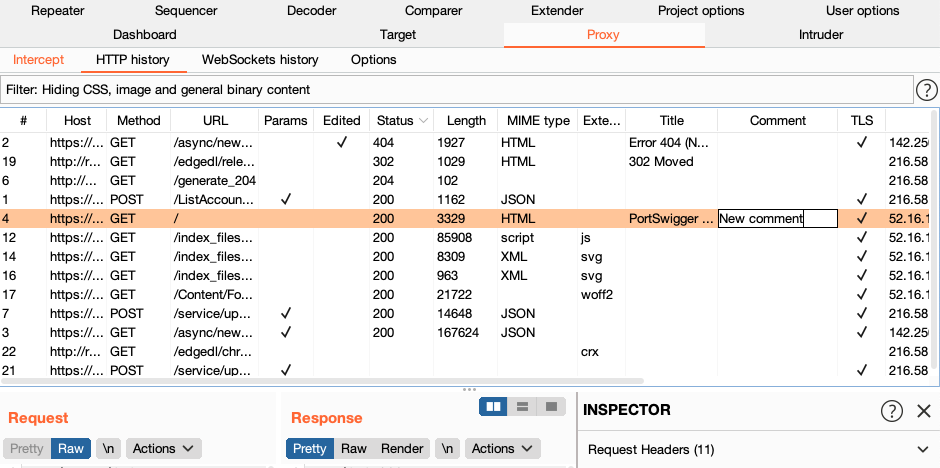 Repeater Sequencer Decoder Comparer Extender Project options User options
Dashboard Target Proxy Intruder
Intercept HTTP history WebSockets history Options
Filter: Hiding CSS, image and general binary content ?
# Host Method URL Params Edited Status Length MIME type Exte... Title Comment TLS
2 https://... GET /async/new... ✓ 404 1927 HTML Error 404 (N... ✓ 142.250
19 http://r... GET /edgedl/rele... 302 1029 HTML 302 Moved 216.58
6 http://... GET /generate_204 204 102 216.58
1 https://... POST /ListAccoun... ✓ 200 1162 JSON ✓ 216.58
4 https://... GET / 200 3329 HTML PortSwigger ... New comment ✓ 52.16.1
12 https://... GET /index_files... 200 85908 script js ✓ 52.16.1
14 https://... GET /index_files... 200 8309 XML svg ✓ 52.16.1
16 https://... GET /index_files... 200 963 XML svg ✓ 52.16.1
17 https://... GET /Content/Fo... 200 21722 woff2 ✓ 52.16.1
7 https://... POST /service/up... ✓ 200 14648 JSON ✓ 216.58
3 https://... GET /async/new... ✓ 200 167624 JSON ✓ 142.250
22 http://r... GET /edgedl/chr... crx 216.58
21 https://... POST /service/up... ✓ ✓ 216.58
Request Response INSPECTOR ?
Pretty Raw \n Actions Pretty Raw Render \n Actions Request Headers (11)